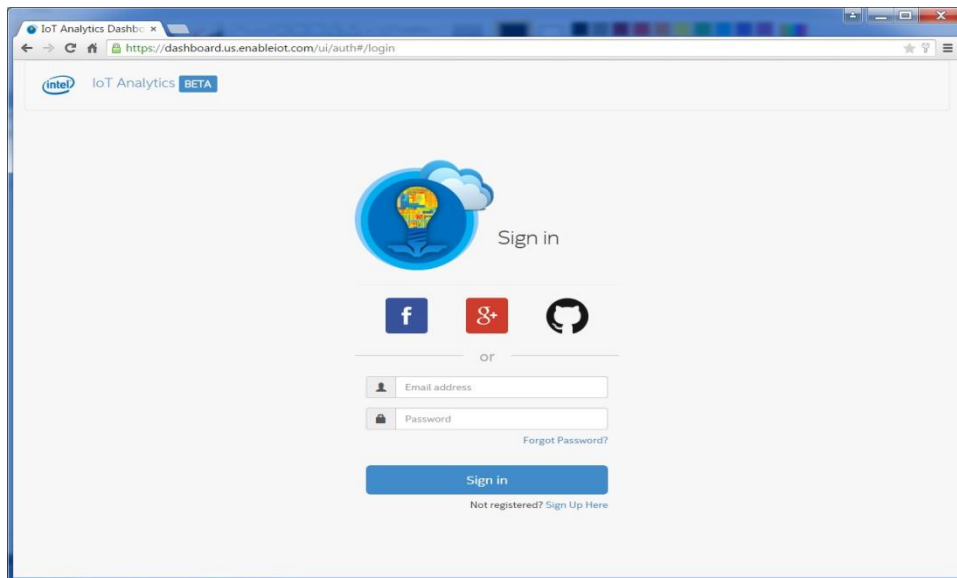 IoT Analytics Dashbo
https://dashboard.us.enableiot.com/ui/auth#/login
intel IoT Analytics BETA
Sign in
f 8+
or
Email address
Password
Forgot Password?
Sign in
Not registered? Sign Up Here